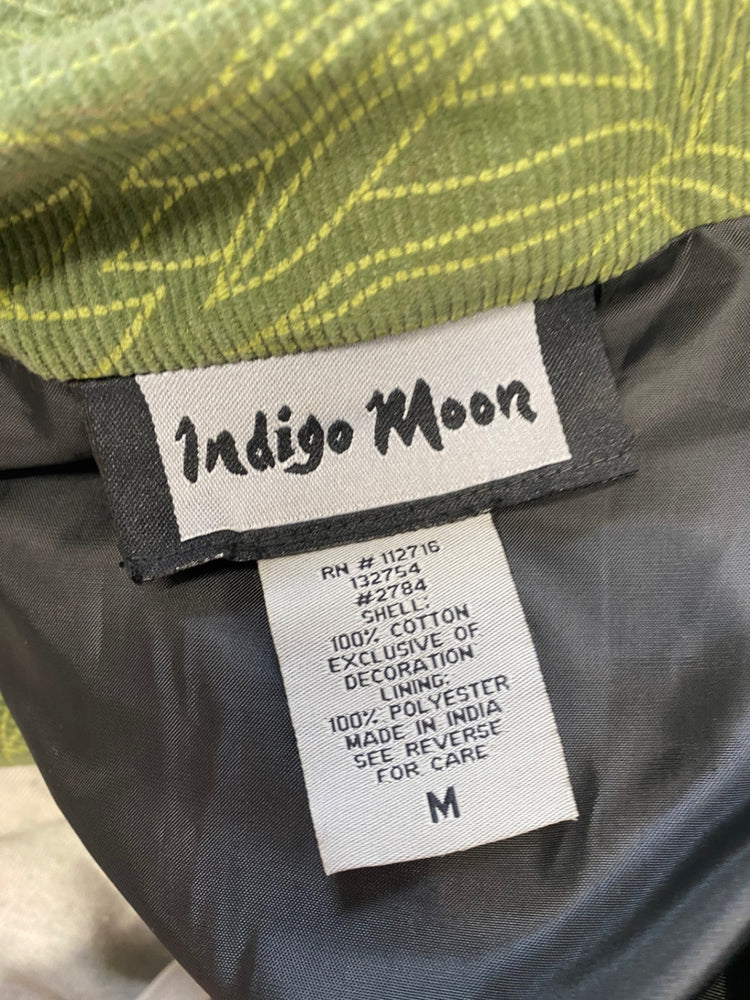 Indigo Moon
RN # 112716
132754
#2784
SHELL:
100% COTTON
EXCLUSIVE OF
DECORATION
LINING:
100% POLYESTER
MADE IN INDIA
SEE REVERSE
FOR CARE
M